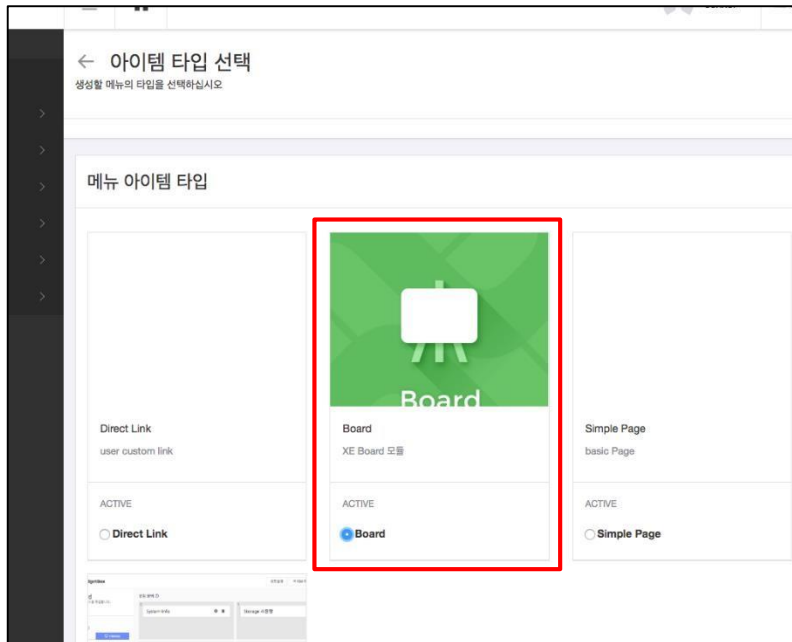 아이템 타입 선택
생성할 메뉴의 타입을 선택하십시오
메뉴 아이템 타입
Board
Direct Link
user custom link
Board
XE Board 모듈
Simple Page
basic Page
ACTIVE
ACTIVE
ACTIVE
Direct Link
Board
Simple Page